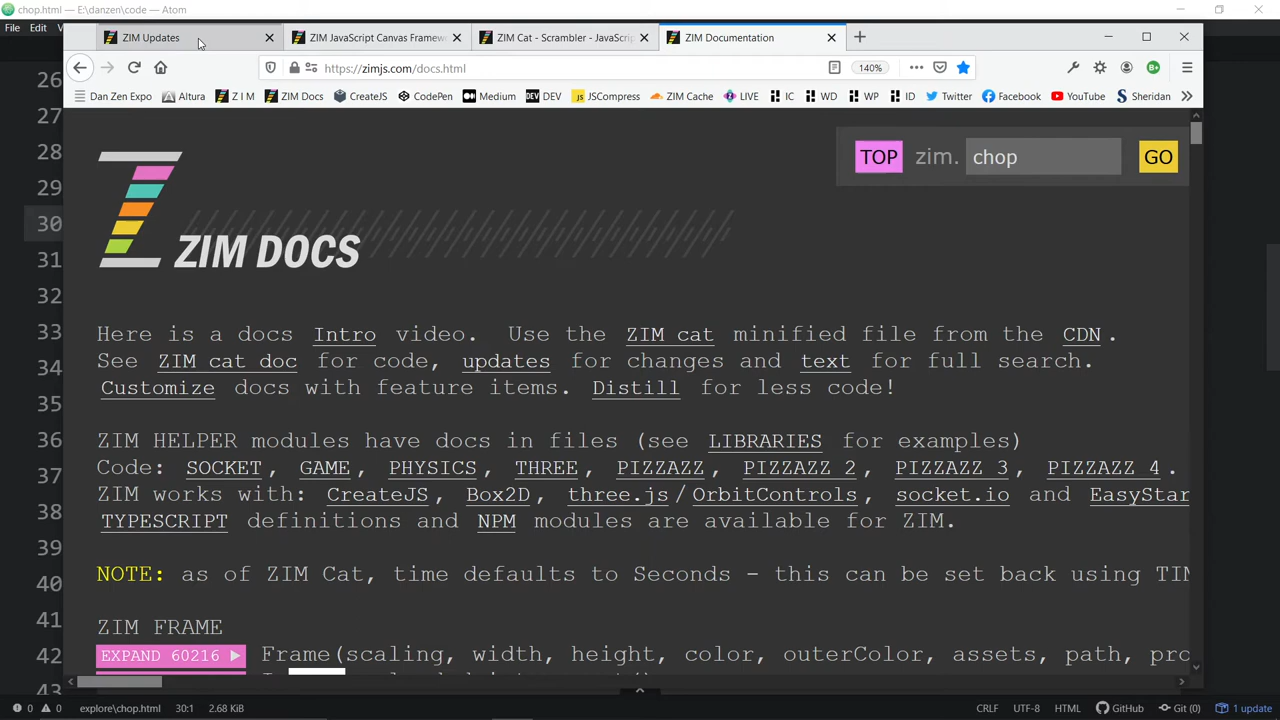 chop.html — E:\danzen\code — Atom
File Edit
ZIM Updates
ZIM JavaScript Canvas Framew
ZIM Cat - Scrambler - JavaScri
ZIM Documentation
https://zimjs.com/docs.html
140%
B+
Dan Zen Expo
Altura
Z I M
ZIM Docs
CreateJS
CodePen
Medium
DEV
JSCompress
ZIM Cache
LIVE
IC
WD
WP
ID
Twitter
Facebook
YouTube
Sheridan
TOP zim. chop GO
ZIM DOCS
Here is a docs Intro video. Use the ZIM cat minified file from the CDN.
See ZIM cat doc for code, updates for changes and text for full search.
Customize docs with feature items. Distill for less code!
ZIM HELPER modules have docs in files (see LIBRARIES for examples)
Code: SOCKET, GAME, PHYSICS, THREE, PIZZAZZ, PIZZAZZ 2, PIZZAZZ 3, PIZZAZZ 4.
ZIM works with: CreateJS, Box2D, three.js/OrbitControls, socket.io and EasyStar
TYPESCRIPT definitions and NPM modules are available for ZIM.
NOTE: as of ZIM Cat, time defaults to Seconds - this can be set back using TIM
ZIM FRAME
EXPAND 60216 ▶ Frame(scaling, width, height, color, outerColor, assets, path, pro
26
27
28
29
30
31
32
33
34
35
36
37
38
39
40
41
42
43
0 0 explore\chop.html 30:1 2.68 KiB CRLF UTF-8 HTML GitHub Git (0) 1 update